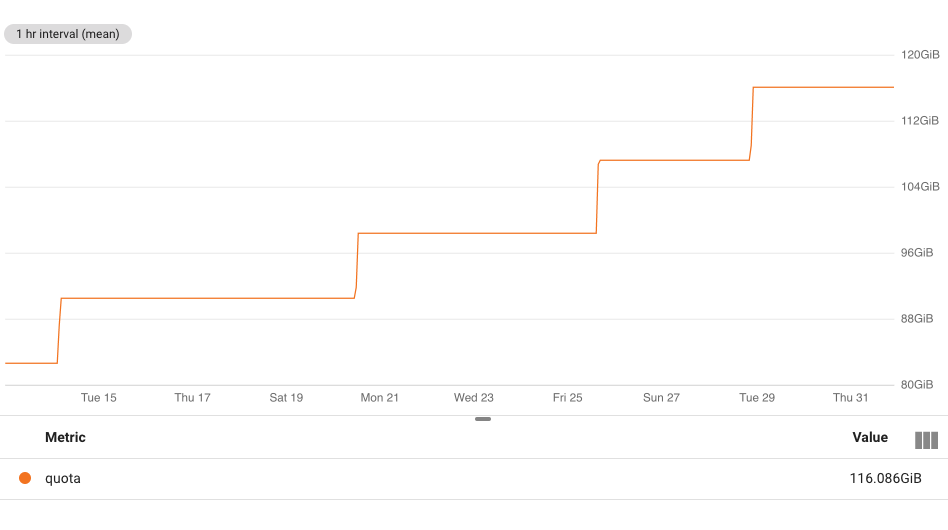 1 hr interval (mean)
120GiB
112GiB
104GiB
96GiB
88GiB
80GiB
Tue 15 Thu 17 Sat 19 Mon 21 Wed 23 Fri 25 Sun 27 Tue 29 Thu 31
Metric Value
quota 116.086GiB